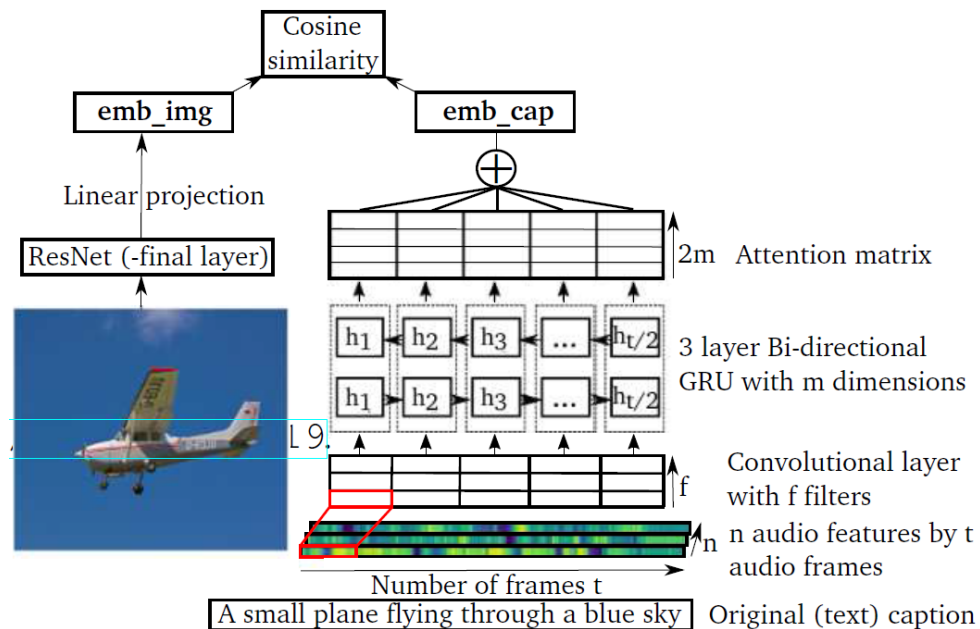 Cosine
similarity
emb_img
emb_cap
+
Linear projection
ResNet (-final layer)
2m
Attention matrix
h1 h2 h3 ... ht/2
h1 h2 h3 ... ht/2
3 layer Bi-directional
GRU with m dimensions
19.
f
Convolutional layer
with f filters
n
n audio features by t
audio frames
Number of frames t
A small plane flying through a blue sky
Original (text) caption